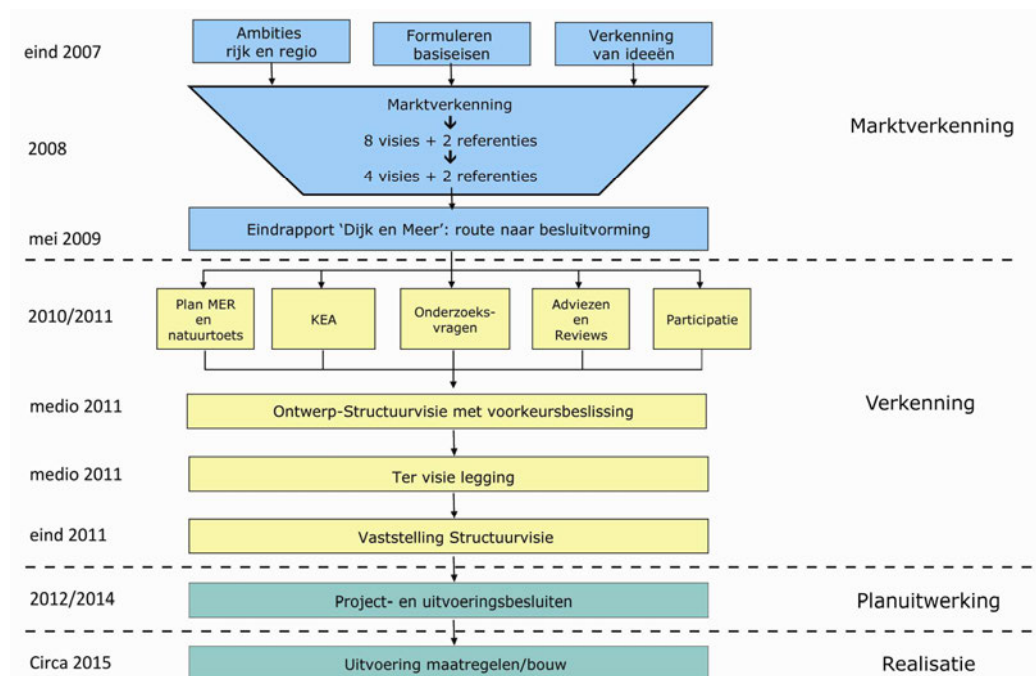 eind 2007
Ambities
rijk en regio
Formuleren
basiseisen
Verkenning
van ideeën
2008
Marktverkenning
8 visies + 2 referenties
4 visies + 2 referenties
Marktverkenning
mei 2009
Eindrapport ‘Dijk en Meer’: route naar besluitvorming
2010/2011
Plan MER
en
natuurtoets
KEA
Onderzoeks-
vragen
Adviezen
en
Reviews
Participatie
medio 2011
Ontwerp-Structuurvisie met voorkeursbeslissing
Verkenning
medio 2011
Ter visie legging
eind 2011
Vaststelling Structuurvisie
2012/2014
Project- en uitvoeringsbesluiten
Planuitwerking
Circa 2015
Uitvoering maatregelen/bouw
Realisatie